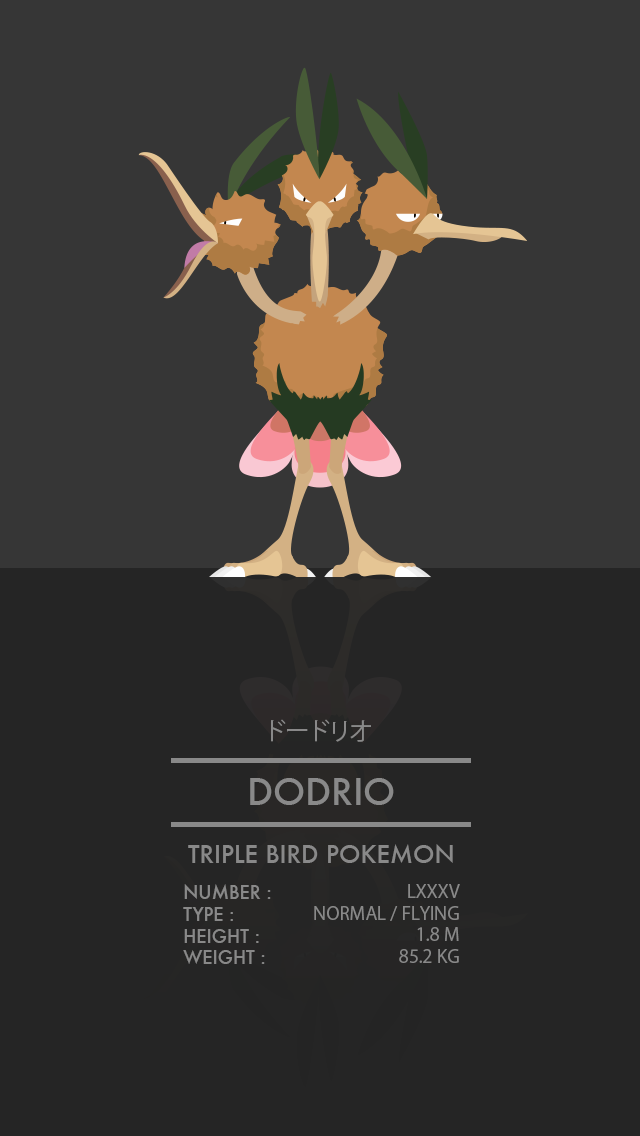 ドードリオ
DODRIO
TRIPLE BIRD POKEMON
NUMBER : LXXXV
TYPE : NORMAL / FLYING
HEIGHT : 1.8 M
WEIGHT : 85.2 KG